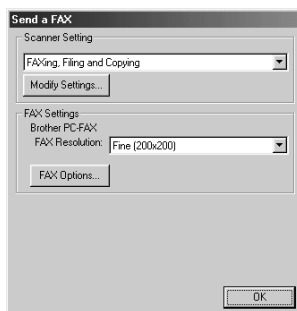 Send a FAX
Scanner Setting
FAXing, Filing and Copying
Modify Settings...
FAX Settings
Brother PC-FAX
FAX Resolution: Fine (200x200)
FAX Options...
OK